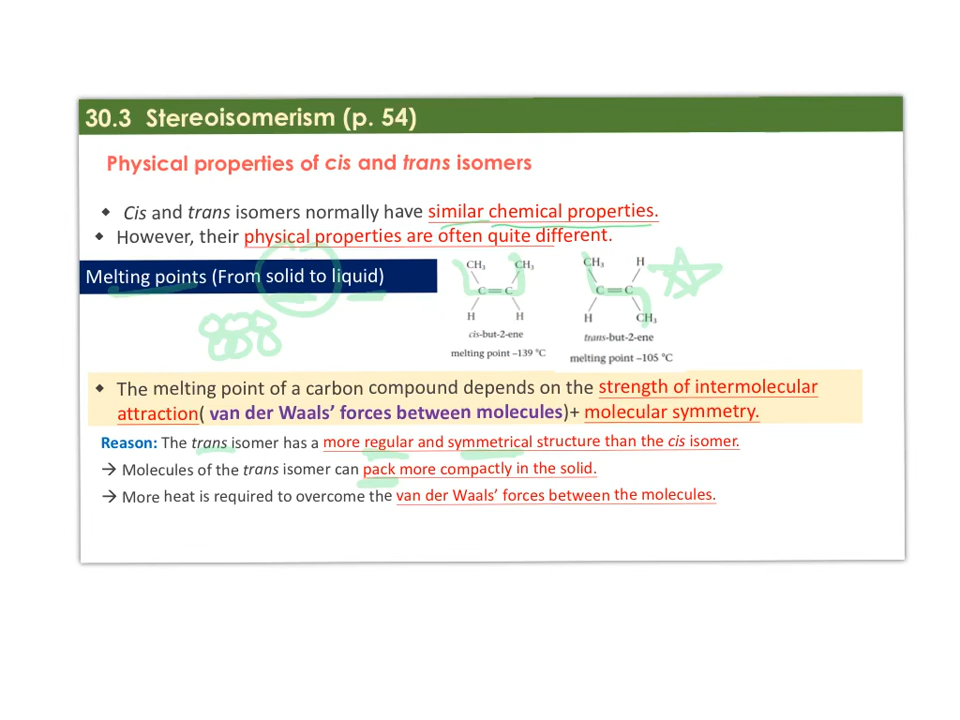 30.3 Stereoisomerism (p. 54)
Physical properties of cis and trans isomers
◆ Cis and trans isomers normally have similar chemical properties.
◆ However, their physical properties are often quite different.
Melting points (From solid to liquid)
CH₃ CH₃
C=C
H H
cis-but-2-ene
melting point –139 °C
CH₃ H
C=C
H CH₃
trans-but-2-ene
melting point –105 °C
◆ The melting point of a carbon compound depends on the strength of intermolecular
attraction( van der Waals' forces between molecules)+ molecular symmetry.
Reason: The trans isomer has a more regular and symmetrical structure than the cis isomer.
→ Molecules of the trans isomer can pack more compactly in the solid.
→ More heat is required to overcome the van der Waals' forces between the molecules.